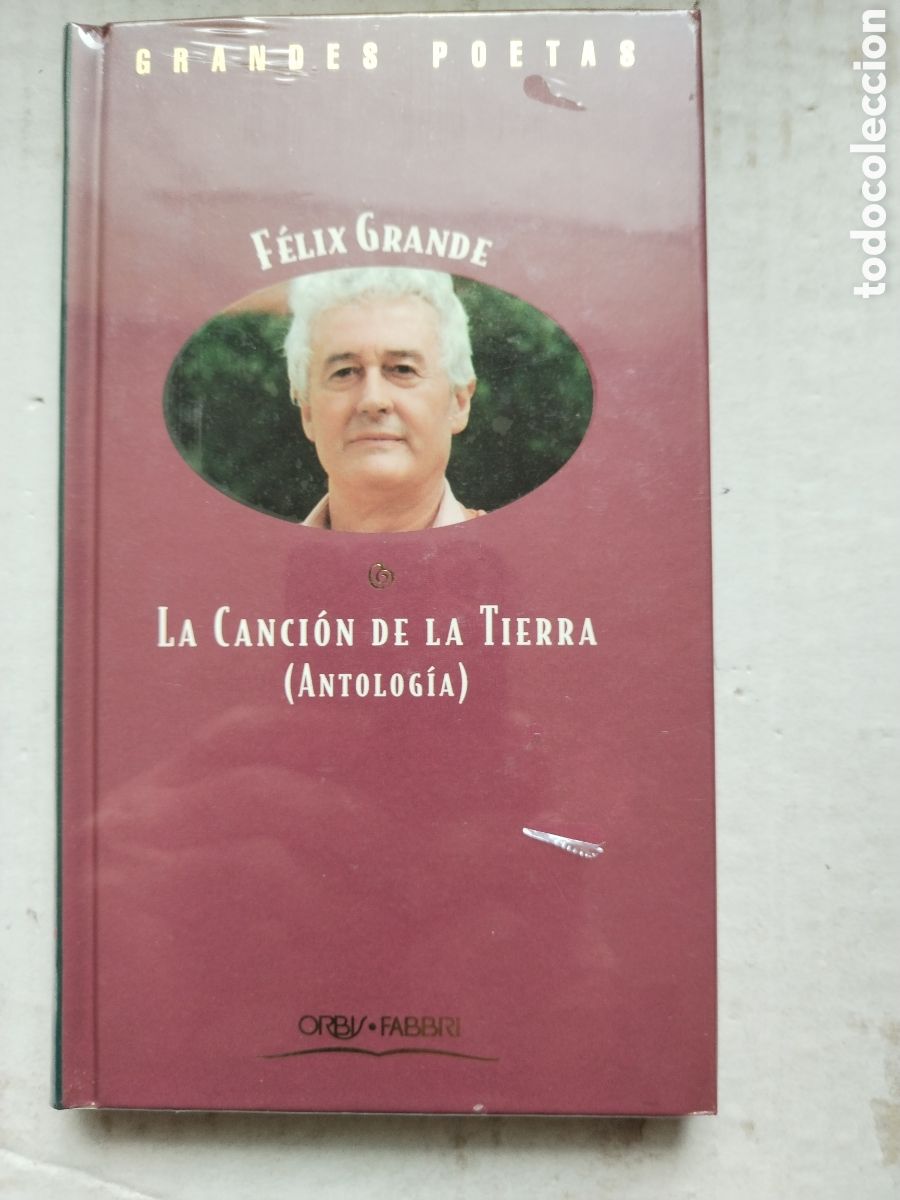 GRANDES POETAS
FÉLIX GRANDE
LA CANCIÓN DE LA TIERRA
(ANTOLOGÍA)
ORBIS • FABBRI
todocoleccion